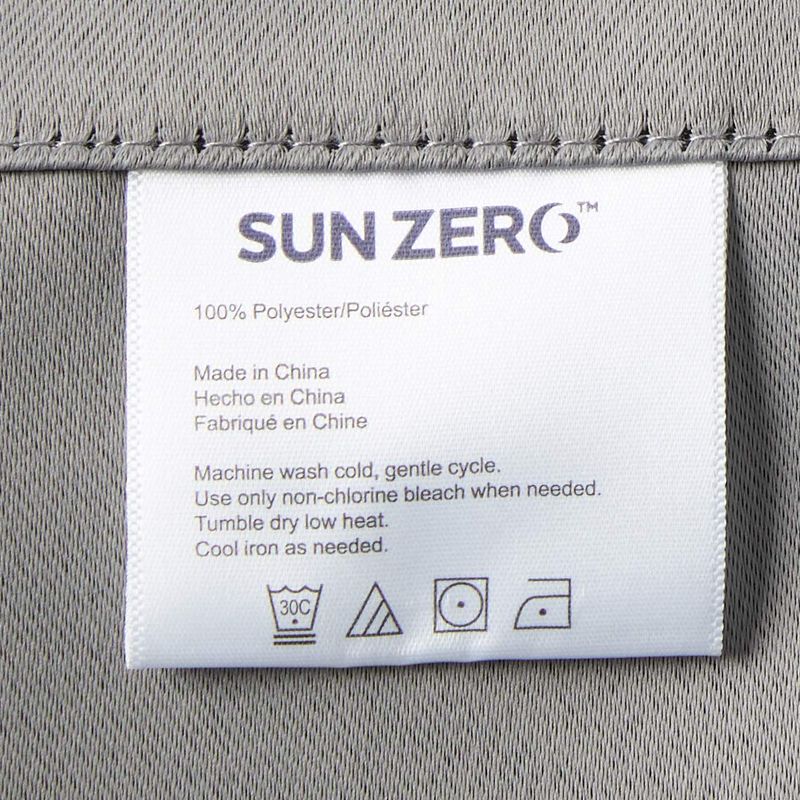 SUN ZERO™
100% Polyester/Poliéster
Made in China
Hecho en China
Fabriqué en Chine
Machine wash cold, gentle cycle.
Use only non-chlorine bleach when needed.
Tumble dry low heat.
Cool iron as needed.
30C